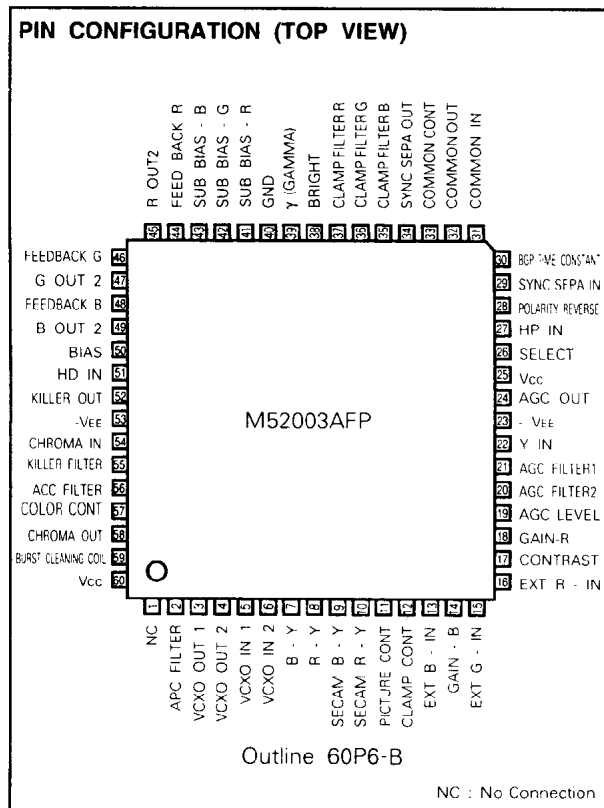 PIN CONFIGURATION (TOP VIEW)
R OUT2
FEED BACK R
SUB BIAS - B
SUB BIAS - G
SUB BIAS - R
GND
γ (GAMMA)
BRIGHT
CLAMP FILTER R
CLAMP FILTER G
CLAMP FILTER B
SYNC SEPA OUT
COMMON CONT
COMMON OUT
COMMON IN
45 44 43 42 41 40 39 38 37 36 35 34 33 32 31
FEEDBACK G 46
G OUT 2 47
FEEDBACK B 48
B OUT 2 49
BIAS 50
HD IN 51
KILLER OUT 52
-VEE 53
CHROMA IN 54
KILLER FILTER 55
ACC FILTER 56
COLOR CONT 57
CHROMA OUT 58
BURST CLEANING COIL 59
Vcc 60
M52003AFP
30 BGP TIME CONSTANT
29 SYNC SEPA IN
28 POLARITY REVERSE
27 HP IN
26 SELECT
25 Vcc
24 AGC OUT
23 - VEE
22 Y IN
21 AGC FILTER1
20 AGC FILTER2
19 AGC LEVEL
18 GAIN-R
17 CONTRAST
16 EXT R - IN
1 2 3 4 5 6 7 8 9 10 11 12 13 14 15
NC
APC FILTER
VCXO OUT 1
VCXO OUT 2
VCXO IN 1
VCXO IN 2
B - Y
R - Y
SECAM B - Y
SECAM R - Y
PICTJRE CONT
CLAMP CONT
EXT B - IN
GAIN - B
EXT G - IN
Outline 60P6-B
NC : No Connection